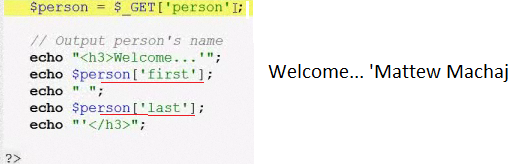 $person = $_GET['person'];
// Output person's name
echo "<h3>Welcome...'";
echo $person['first'];
echo " ";
echo $person['last'];
echo "'</h3>";
?>
Welcome... 'Mattew Machaj